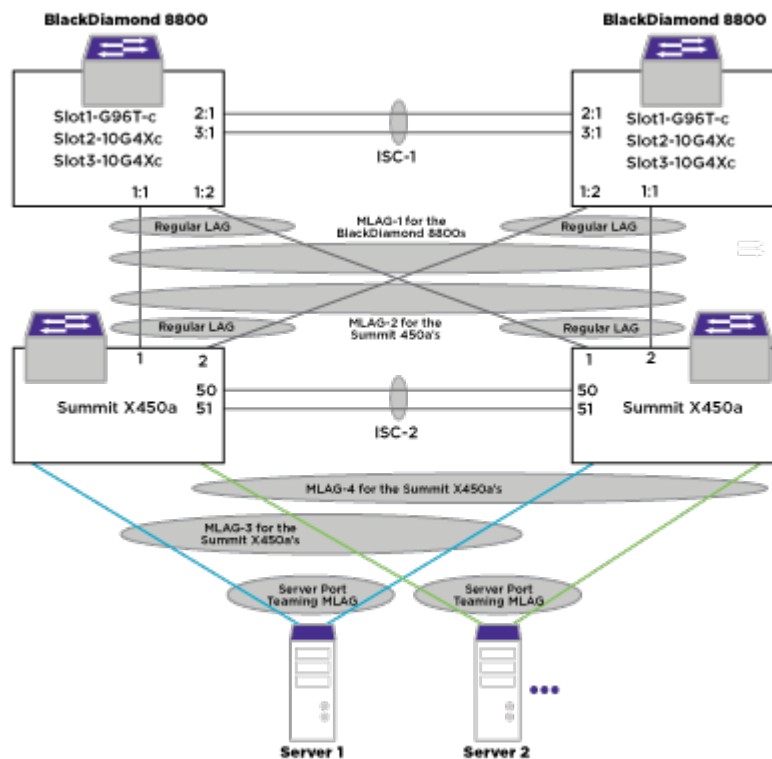 BlackDiamond 8800
BlackDiamond 8800
Slot1-G96T-c
Slot2-10G4Xc
Slot3-10G4Xc
2:1
3:1
1:1
1:2
ISC-1
2:1
3:1
Slot1-G96T-c
Slot2-10G4Xc
Slot3-10G4Xc
1:2
1:1
Regular LAG
MLAG-1 for the
BlackDiamond 8800s
Regular LAG
Regular LAG
MLAG-2 for the
Summit 450a's
Regular LAG
1
2
50
51
Summit X450a
ISC-2
1
2
50
51
Summit X450a
MLAG-4 for the Summit X450a's
MLAG-3 for the
Summit X450a's
Server Port
Teaming MLAG
Server Port
Teaming MLAG
Server 1
Server 2